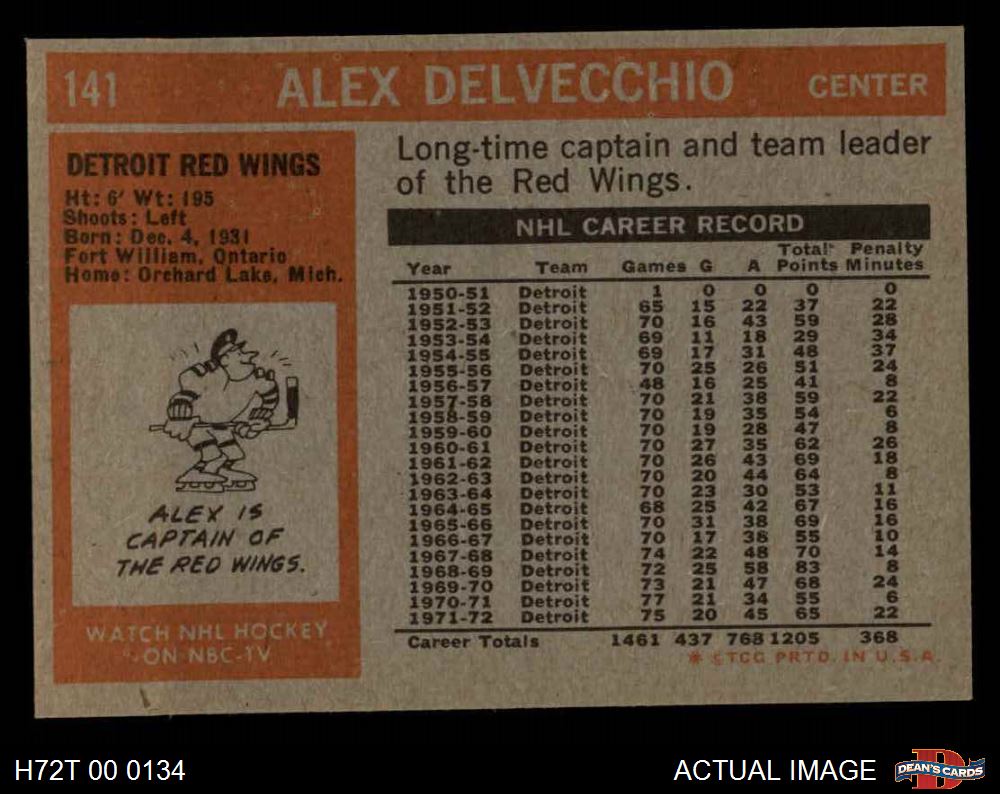 141 ALEX DELVECCHIO CENTER
DETROIT RED WINGS
Ht: 6' Wt: 195
Shoots: Left
Born: Dec. 4, 1931
Fort William, Ontario
Home: Orchard Lake, Mich.
ALEX IS
CAPTAIN OF
THE RED WINGS.
WATCH NHL HOCKEY
ON NBC-TV
Long-time captain and team leader
of the Red Wings.
NHL CAREER RECORD
Year Team Games G A Total Points Penalty Minutes
1950-51 Detroit 1 0 0 0 0
1951-52 Detroit 65 15 22 37 22
1952-53 Detroit 70 16 43 59 28
1953-54 Detroit 69 11 18 29 34
1954-55 Detroit 69 17 31 48 37
1955-56 Detroit 70 25 26 51 24
1956-57 Detroit 48 16 25 41 8
1957-58 Detroit 70 21 38 59 22
1958-59 Detroit 70 19 35 54 6
1959-60 Detroit 70 19 28 47 8
1960-61 Detroit 70 27 35 62 26
1961-62 Detroit 70 26 43 69 18
1962-63 Detroit 70 20 44 64 8
1963-64 Detroit 70 23 30 53 11
1964-65 Detroit 68 25 42 67 16
1965-66 Detroit 70 31 38 69 16
1966-67 Detroit 70 17 38 55 10
1967-68 Detroit 74 22 48 70 14
1968-69 Detroit 72 25 58 83 8
1969-70 Detroit 73 21 47 68 24
1970-71 Detroit 77 21 34 55 6
1971-72 Detroit 75 20 45 65 22
Career Totals 1461 437 768 1205 368
* ©TCG PRTD. IN U.S.A.
H72T 00 0134
ACTUAL IMAGE
DEAN'S CARDS